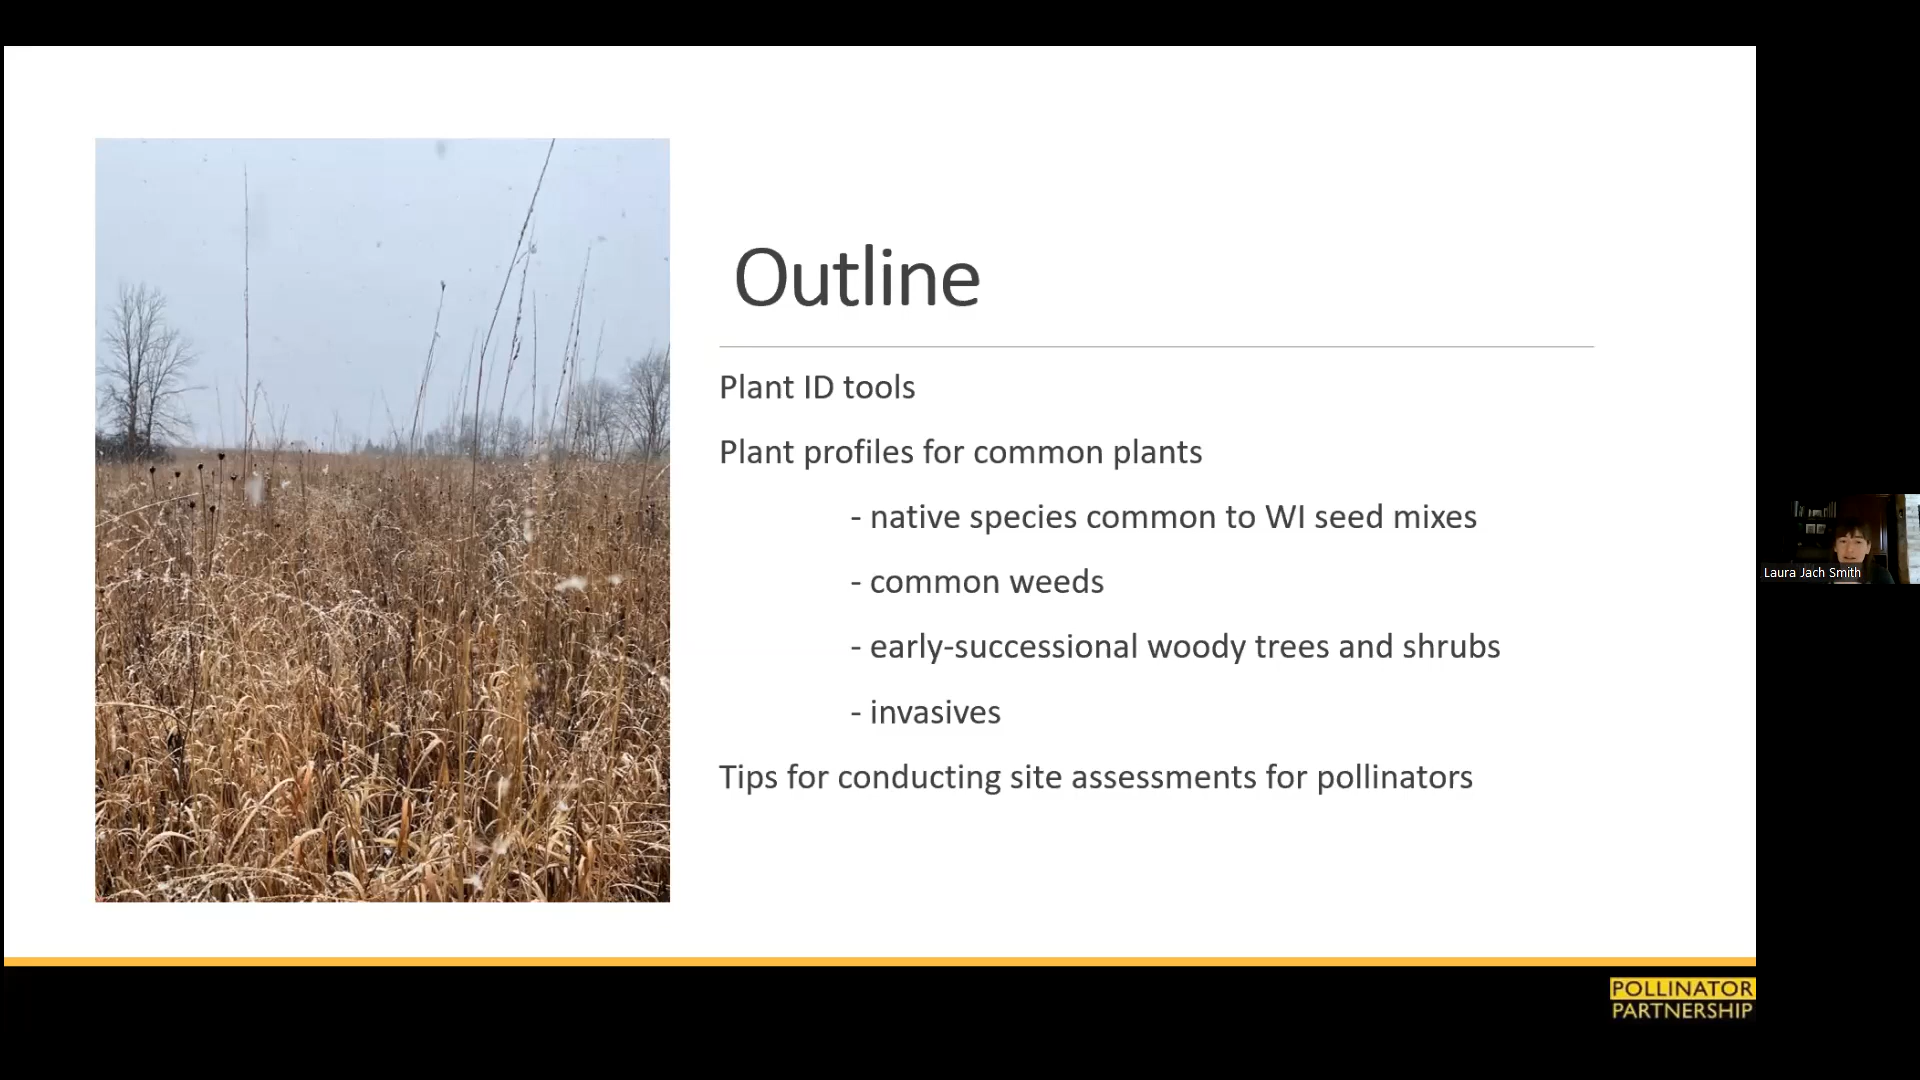 Outline
Plant ID tools
Plant profiles for common plants
- native species common to WI seed mixes
- common weeds
- early-successional woody trees and shrubs
- invasives
Tips for conducting site assessments for pollinators
Laura Jach Smith
POLLINATOR
PARTNERSHIP